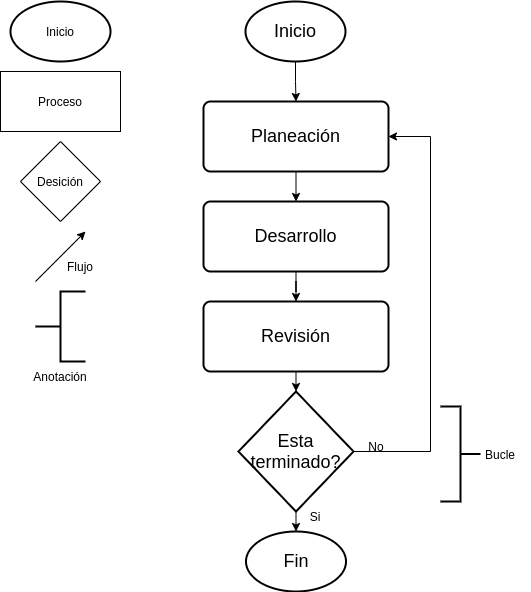 Inicio
Proceso
Desición
Flujo
Anotación
Inicio
Planeación
Desarrollo
Revisión
Esta
terminado?
No
Si
Fin
Bucle